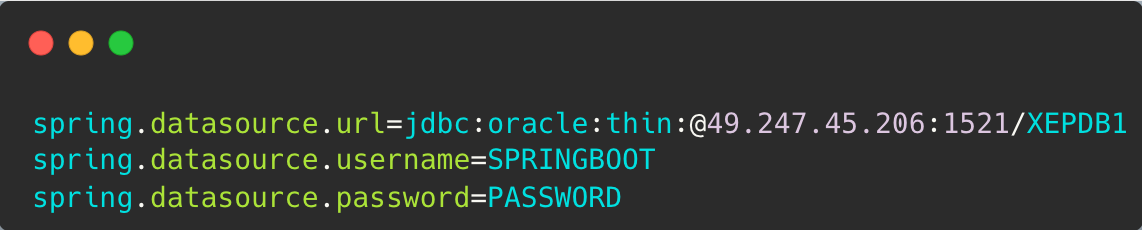 spring.datasource.url=jdbc:oracle:thin:@49.247.45.206:1521/XEPDB1
spring.datasource.username=SPRINGBOOT
spring.datasource.password=PASSWORD